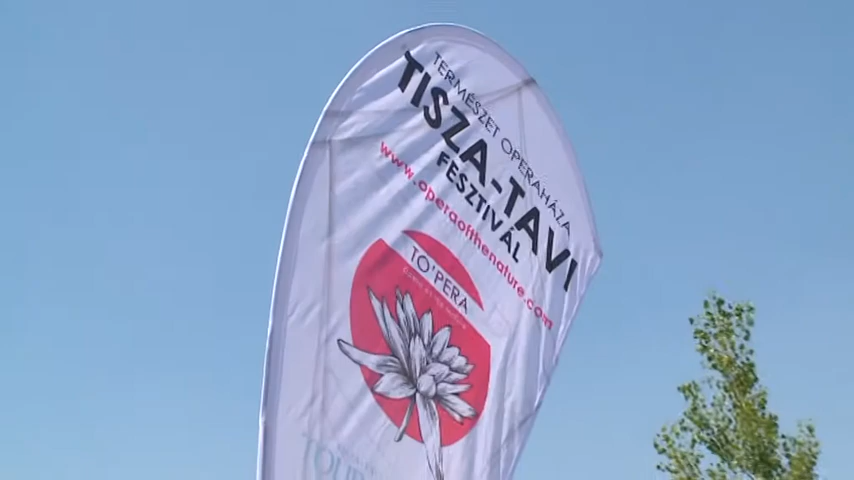 TERMÉSZET OPERAHÁZA
TISZA-TAVI
FESZTIVÁL
www.operaofthenature.com
TO'PERA